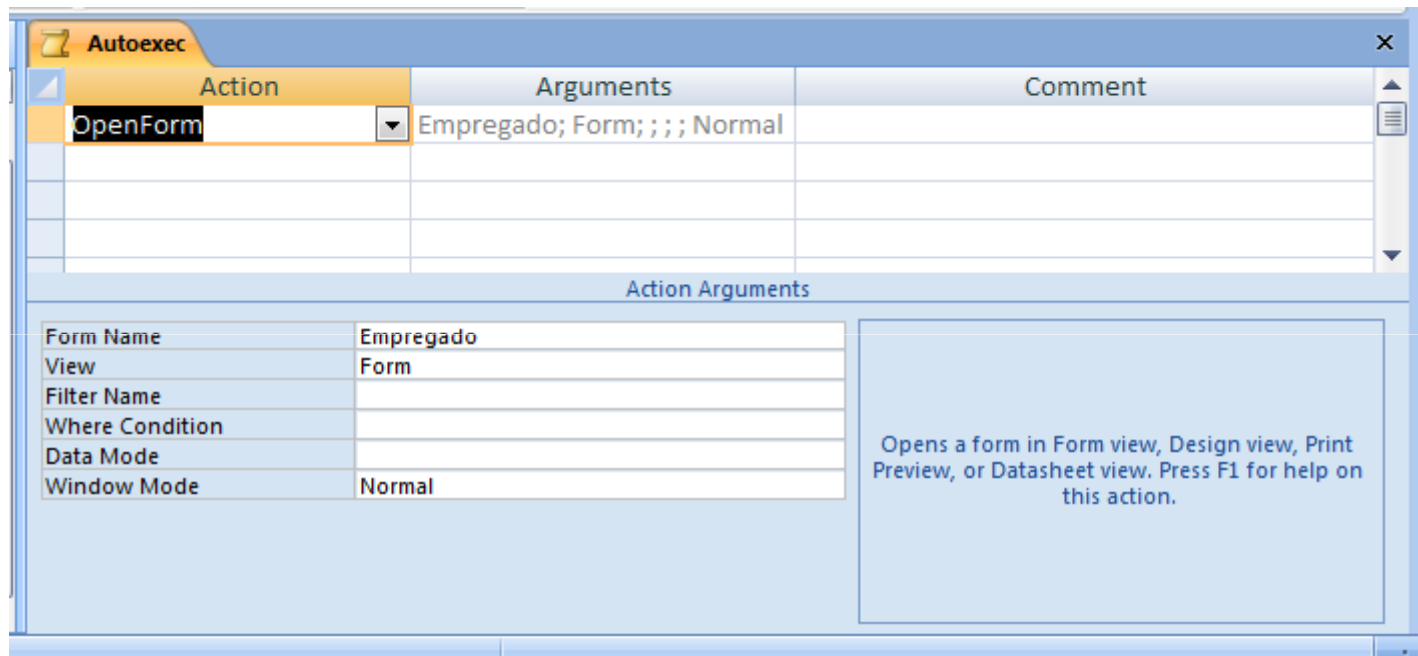 Autoexec
Action Arguments Comment
OpenForm Empregado; Form; ; ; ; Normal
Action Arguments
Form Name Empregado
View Form
Filter Name
Where Condition
Data Mode
Window Mode Normal
Opens a form in Form view, Design view, Print
Preview, or Datasheet view. Press F1 for help on
this action.